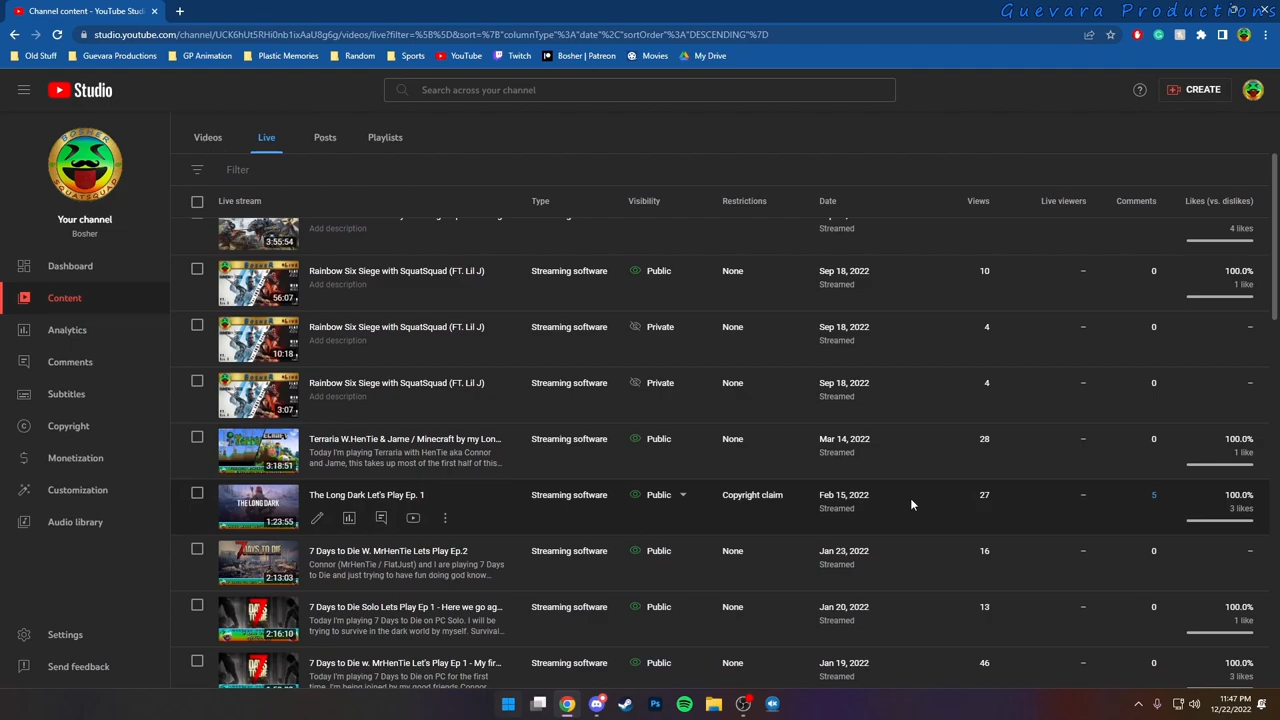 Channel content - YouTube Studio
Guevara Productions
studio.youtube.com/channel/UCK6hUt5RHi0nb1ixAaU8g6g/videos/live?filter=%5B%5D&sort=%7B"columnType"%3A"date"%2C"sortOrder"%3A"DESCENDING"%7D
Old Stuff Guevara Productions GP Animation Plastic Memories Random Sports YouTube Twitch Bosher | Patreon Movies My Drive
Studio Search across your channel CREATE
BOSHER
SQUATSQUAD
Your channel
Bosher
Dashboard
Content
Analytics
Comments
Subtitles
Copyright
Monetization
Customization
Audio library
Settings
Send feedback
Videos Live Posts Playlists
Filter
Live stream Type Visibility Restrictions Date Views Live viewers Comments Likes (vs. dislikes)
3:55:54 Add description Streamed 4 likes
Rainbow Six Siege with SquatSquad (FT. Lil J) Streaming software Public None Sep 18, 2022 10 – 0 100.0%
56:07 Add description Streamed 1 like
Rainbow Six Siege with SquatSquad (FT. Lil J) Streaming software Private None Sep 18, 2022 4 – 0 –
10:18 Add description Streamed
Rainbow Six Siege with SquatSquad (FT. Lil J) Streaming software Private None Sep 18, 2022 4 – 0 –
3:07 Add description Streamed
Terraria W.HenTie & Jame / Minecraft by my Lon... Streaming software Public None Mar 14, 2022 28 – 0 100.0%
Today I'm playing Terraria with HenTie aka Connor Streamed 1 like
3:18:51 and Jame, this takes up most of the first half of this...
The Long Dark Let's Play Ep. 1 Streaming software Public Copyright claim Feb 15, 2022 27 – 5 100.0%
THE LONG DARK Streamed 3 likes
1:23:55
7 Days to Die W. MrHenTie Lets Play Ep.2 Streaming software Public None Jan 23, 2022 16 – 0 –
Connor (MrHenTie / FlatJust) and I are playing 7 Days Streamed
2:13:03 to Die and just trying to have fun doing god know...
7 Days to Die Solo Lets Play Ep 1 - Here we go ag... Streaming software Public None Jan 20, 2022 13 – 0 100.0%
Today I'm playing 7 Days to Die on PC Solo. I will be Streamed 1 like
2:16:10 trying to survive in the dark world by myself. Survival...
7 Days to Die w. MrHenTie Lets Play Ep 1 - My fir... Streaming software Public None Jan 19, 2022 46 – 0 100.0%
Today I'm playing 7 Days to Die on PC for the first Streamed 3 likes
time. I'm being joined by my good friends Connor
11:47 PM
12/22/2022